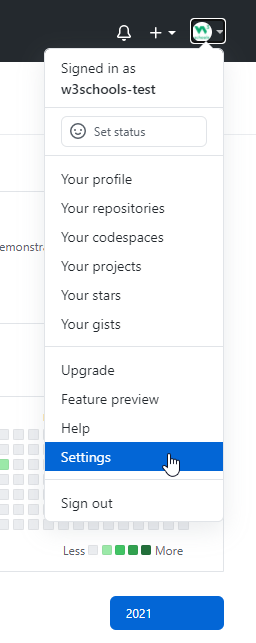 Signed in as
w3schools-test
Set status
Your profile
Your repositories
Your codespaces
Your projects
Your stars
Your gists
Upgrade
Feature preview
Help
Settings
Sign out
Less More
2021